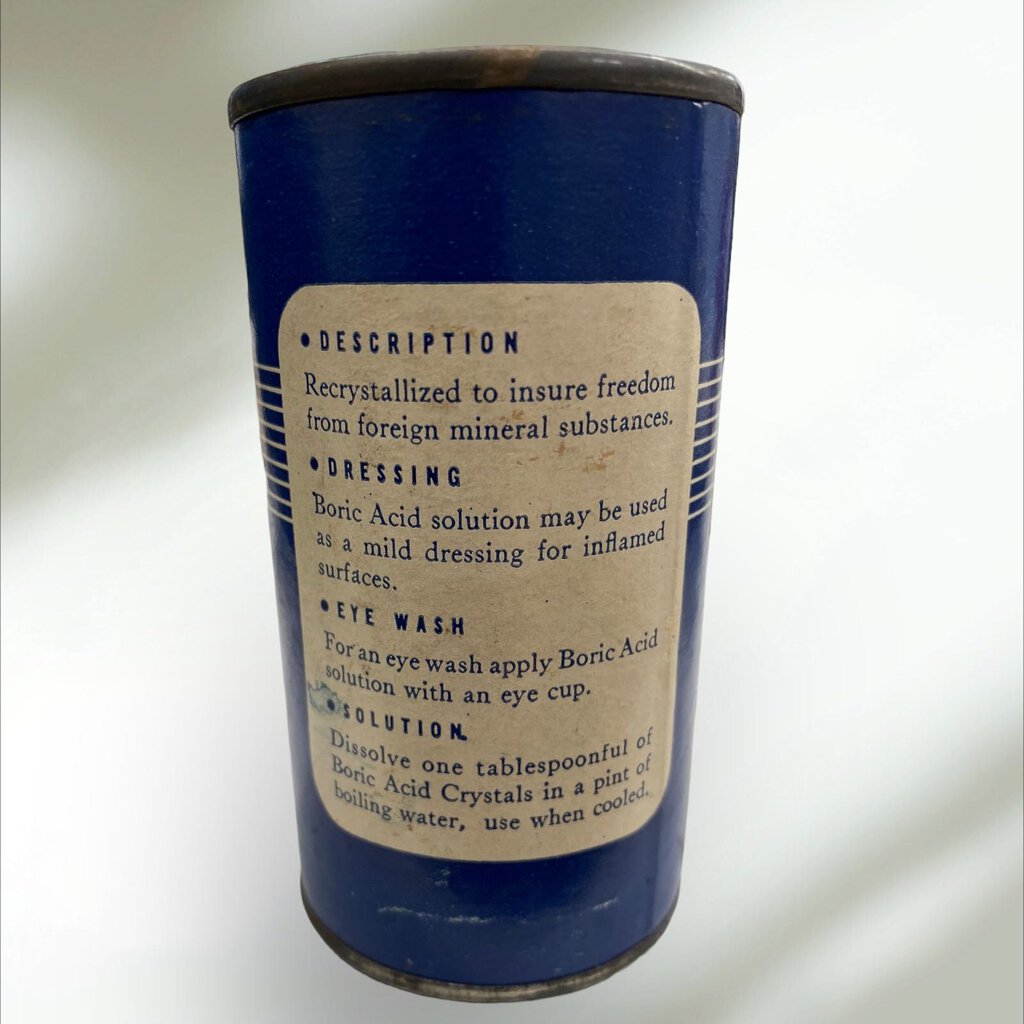 • DESCRIPTION
Recrystallized to insure freedom
from foreign mineral substances.
• DRESSING
Boric Acid solution may be used
as a mild dressing for inflamed
surfaces.
• EYE WASH
For an eye wash apply Boric Acid
solution with an eye cup.
• SOLUTION
Dissolve one tablespoonful of
Boric Acid Crystals in a pint of
boiling water, use when cooled.